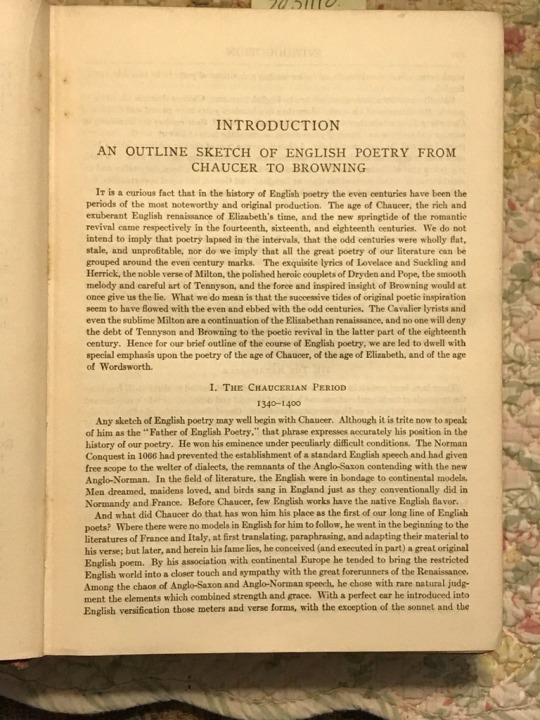 INTRODUCTION
AN OUTLINE SKETCH OF ENGLISH POETRY FROM
CHAUCER TO BROWNING
IT is a curious fact that in the history of English poetry the even centuries have been the
periods of the most noteworthy and original production. The age of Chaucer, the rich and
exuberant English renaissance of Elizabeth's time, and the new springtide of the romantic
revival came respectively in the fourteenth, sixteenth, and eighteenth centuries. We do not
intend to imply that poetry lapsed in the intervals, that the odd centuries were wholly flat,
stale, and unprofitable, nor do we imply that all the great poetry of our literature can be
grouped around the even century marks. The exquisite lyrics of Lovelace and Suckling and
Herrick, the noble verse of Milton, the polished heroic couplets of Dryden and Pope, the smooth
melody and careful art of Tennyson, and the force and inspired insight of Browning would at
once give us the lie. What we do mean is that the successive tides of original poetic inspiration
seem to have flowed with the even and ebbed with the odd centuries. The Cavalier lyrists and
even the sublime Milton are a continuation of the Elizabethan renaissance, and no one will deny
the debt of Tennyson and Browning to the poetic revival in the latter part of the eighteenth
century. Hence for our brief outline of the course of English poetry, we are led to dwell with
special emphasis upon the poetry of the age of Chaucer, of the age of Elizabeth, and of the age
of Wordsworth.
I. THE CHAUCERIAN PERIOD
1340–1400
Any sketch of English poetry may well begin with Chaucer. Although it is trite now to speak
of him as the "Father of English Poetry," that phrase expresses accurately his position in the
history of our poetry. He won his eminence under peculiarly difficult conditions. The Norman
Conquest in 1066 had prevented the establishment of a standard English speech and had given
free scope to the welter of dialects, the remnants of the Anglo-Saxon contending with the new
Anglo-Norman. In the field of literature, the English were in bondage to continental models.
Men dreamed, maidens loved, and birds sang in England just as they conventionally did in
Normandy and France. Before Chaucer, few English works have the native English flavor.
And what did Chaucer do that has won him his place as the first of our long line of English
poets? Where there were no models in English for him to follow, he went in the beginning to the
literatures of France and Italy, at first translating, paraphrasing, and adapting their material to
his verse; but later, and herein his fame lies, he conceived (and executed in part) a great original
English poem. By his association with continental Europe he tended to bring the restricted
English world into a closer touch and sympathy with the great forerunners of the Renaissance.
Among the chaos of Anglo-Saxon and Anglo-Norman speech, he chose with rare natural judg-
ment the elements which combined strength and grace. With a perfect ear he introduced into
English versification those meters and verse forms, with the exception of the sonnet and the